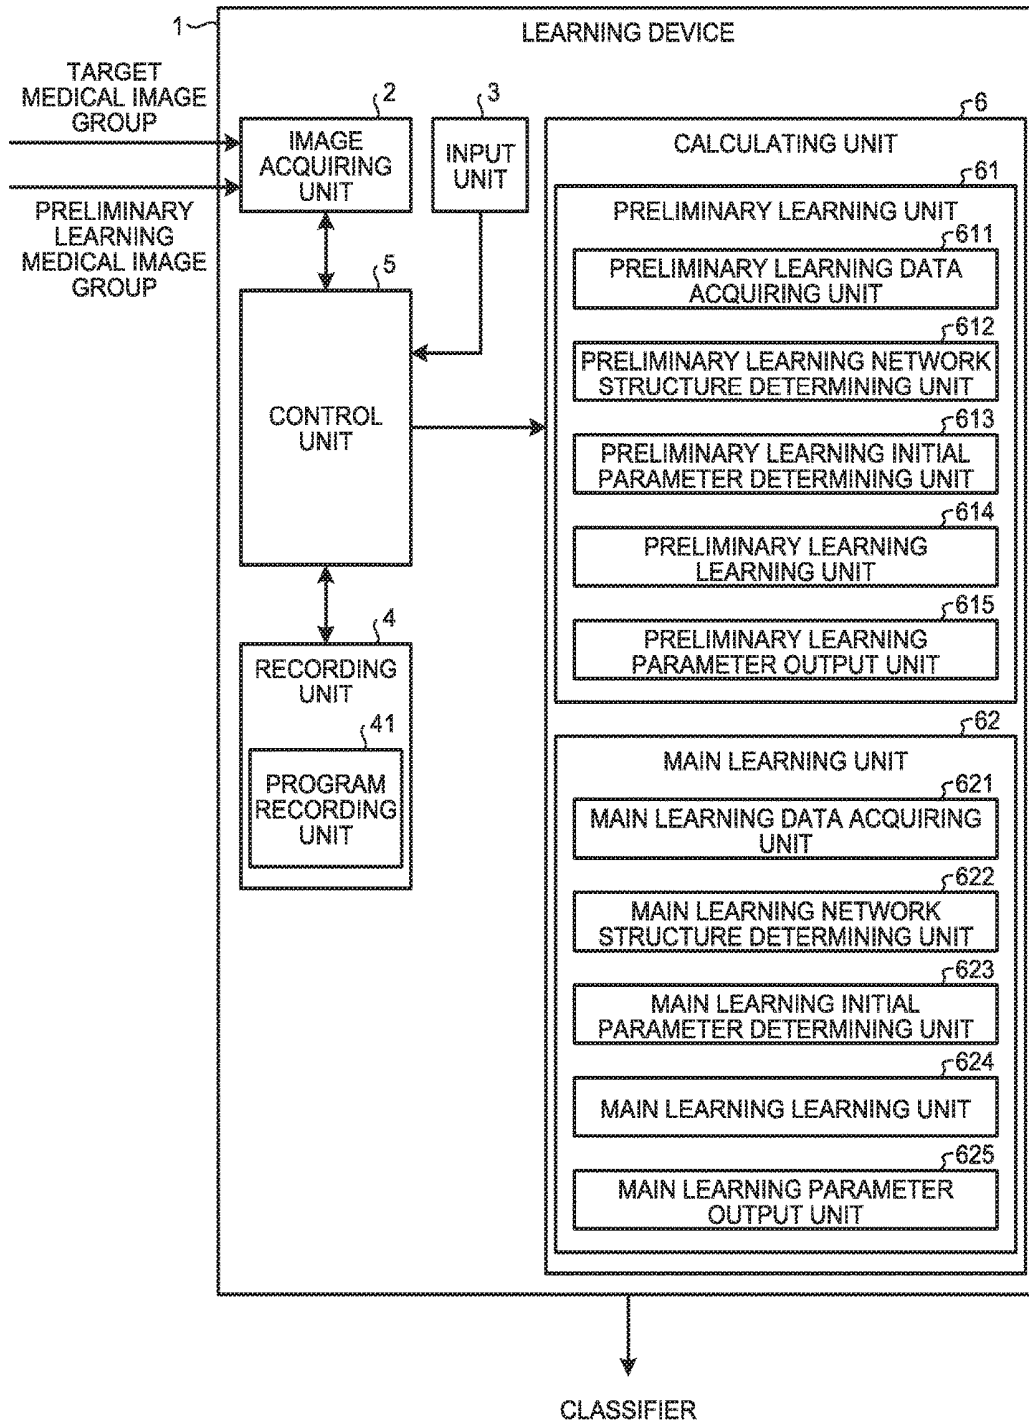 1
LEARNING DEVICE
TARGET
MEDICAL IMAGE
GROUP
PRELIMINARY
LEARNING
MEDICAL IMAGE
GROUP
2
IMAGE
ACQUIRING
UNIT
3
INPUT
UNIT
5
CONTROL
UNIT
4
RECORDING
UNIT
41
PROGRAM
RECORDING
UNIT
6
CALCULATING UNIT
61
PRELIMINARY LEARNING UNIT
611
PRELIMINARY LEARNING DATA
ACQUIRING UNIT
612
PRELIMINARY LEARNING NETWORK
STRUCTURE DETERMINING UNIT
613
PRELIMINARY LEARNING INITIAL
PARAMETER DETERMINING UNIT
614
PRELIMINARY LEARNING
LEARNING UNIT
615
PRELIMINARY LEARNING
PARAMETER OUTPUT UNIT
62
MAIN LEARNING UNIT
621
MAIN LEARNING DATA ACQUIRING
UNIT
622
MAIN LEARNING NETWORK
STRUCTURE DETERMINING UNIT
623
MAIN LEARNING INITIAL
PARAMETER DETERMINING UNIT
624
MAIN LEARNING LEARNING UNIT
625
MAIN LEARNING PARAMETER
OUTPUT UNIT
CLASSIFIER